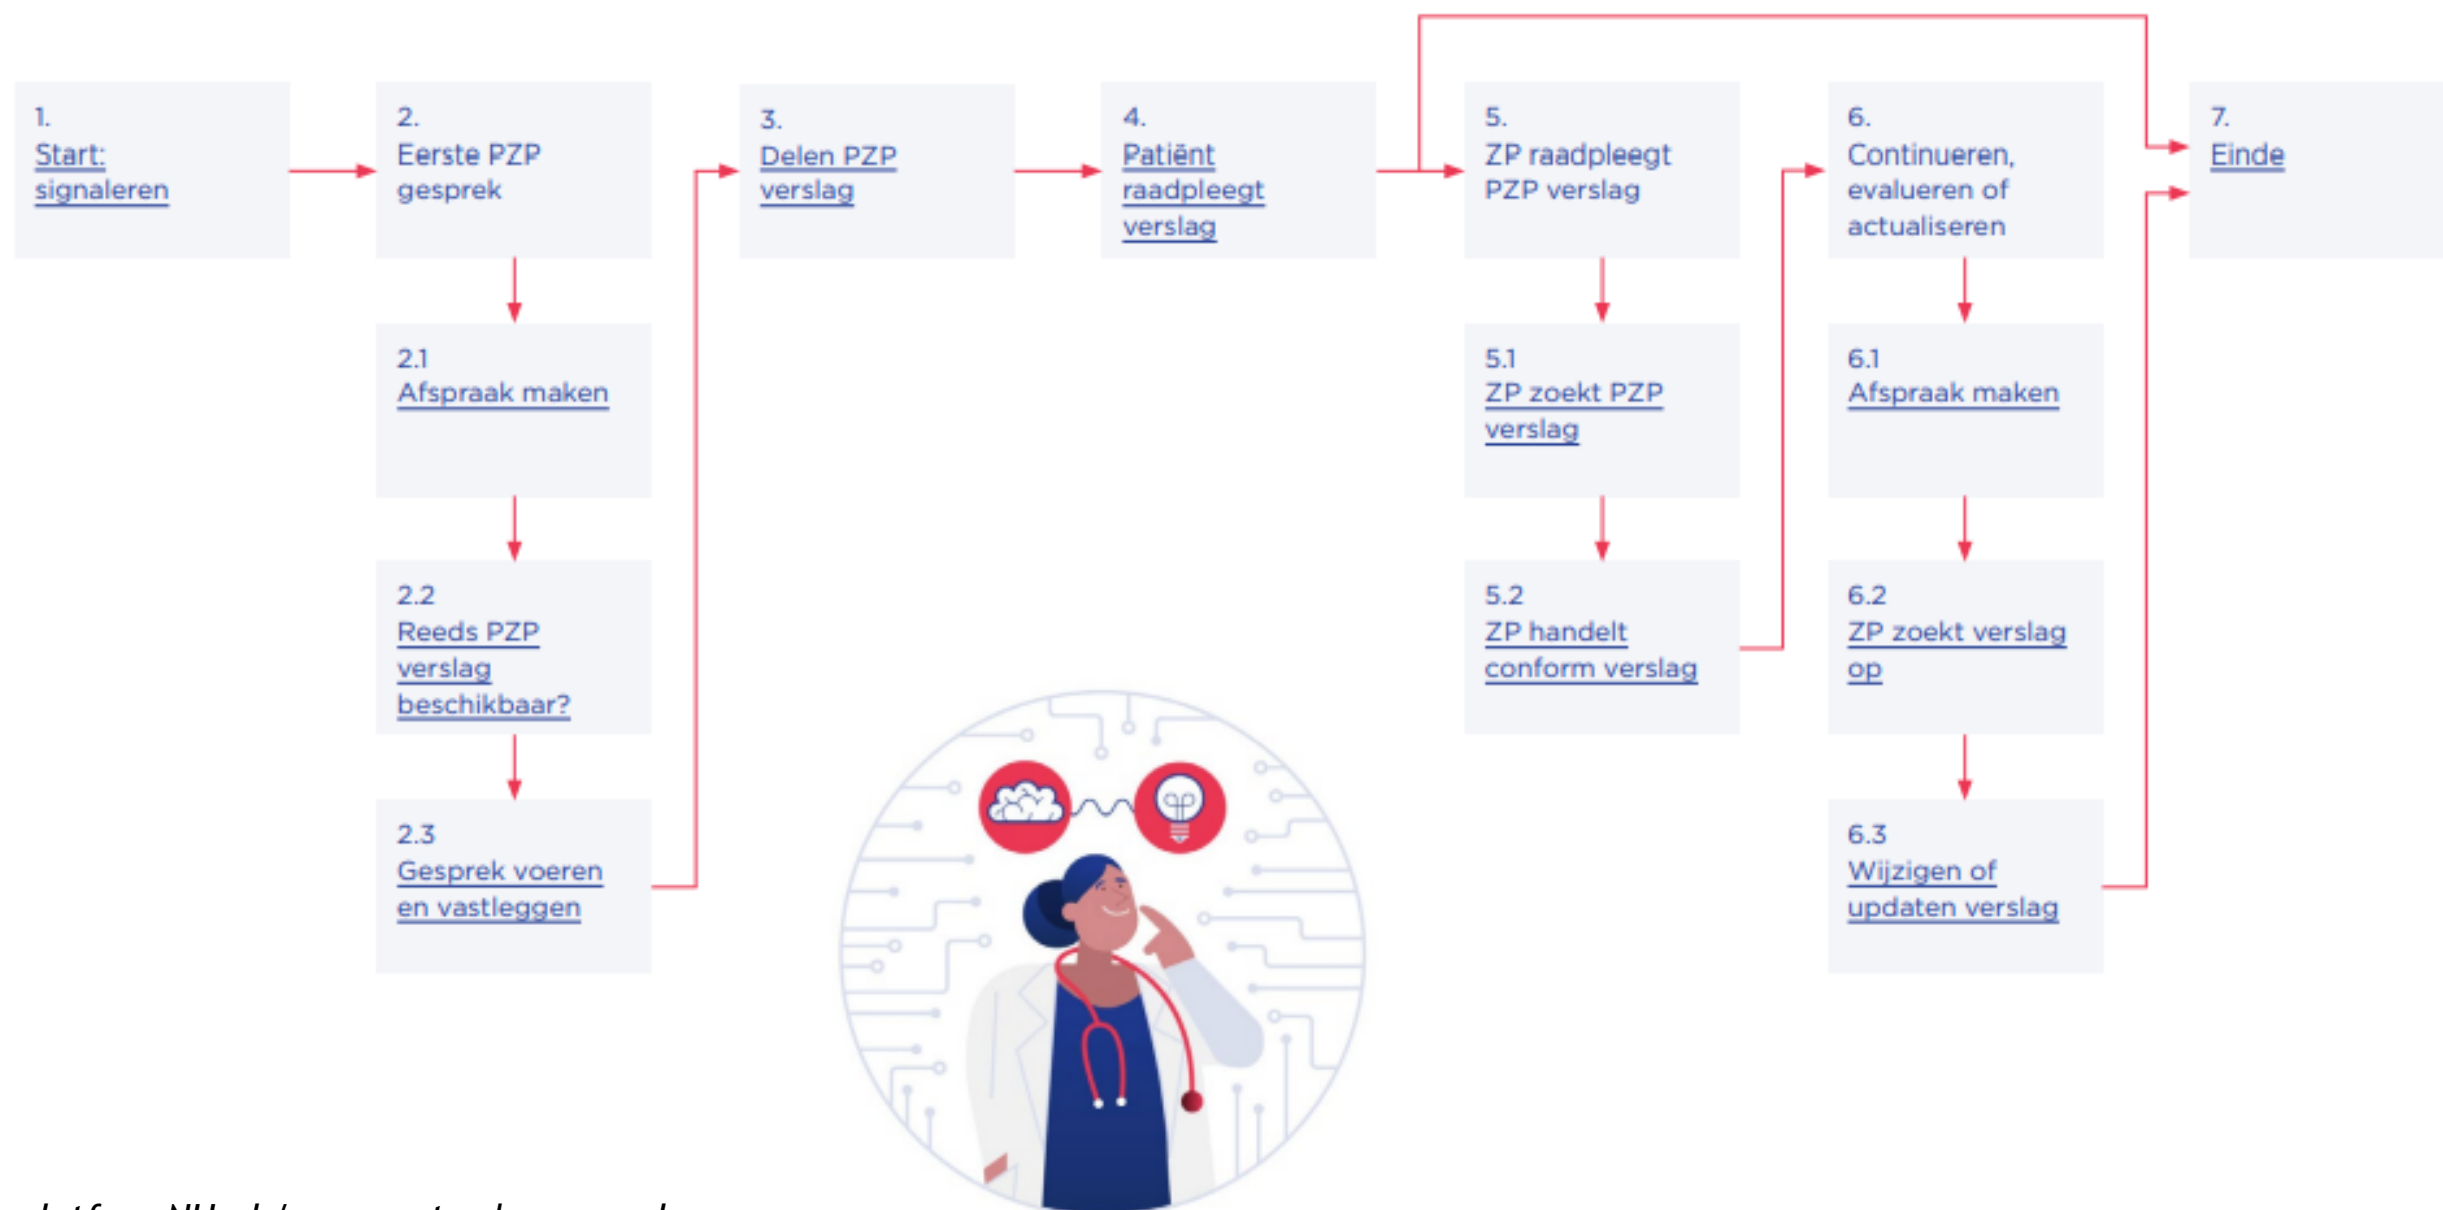 1.
Start:
signaleren
2.
Eerste PZP
gesprek
2.1
Afspraak maken
2.2
Reeds PZP
verslag
beschikbaar?
2.3
Gesprek voeren
en vastleggen
3.
Delen PZP
verslag
4.
Patiënt
raadpleegt
verslag
5.
ZP raadpleegt
PZP verslag
5.1
ZP zoekt PZP
verslag
5.2
ZP handelt
conform verslag
6.
Continueren,
evalueren of
actualiseren
6.1
Afspraak maken
6.2
ZP zoekt verslag
op
6.3
Wijzigen of
updaten verslag
7.
Einde